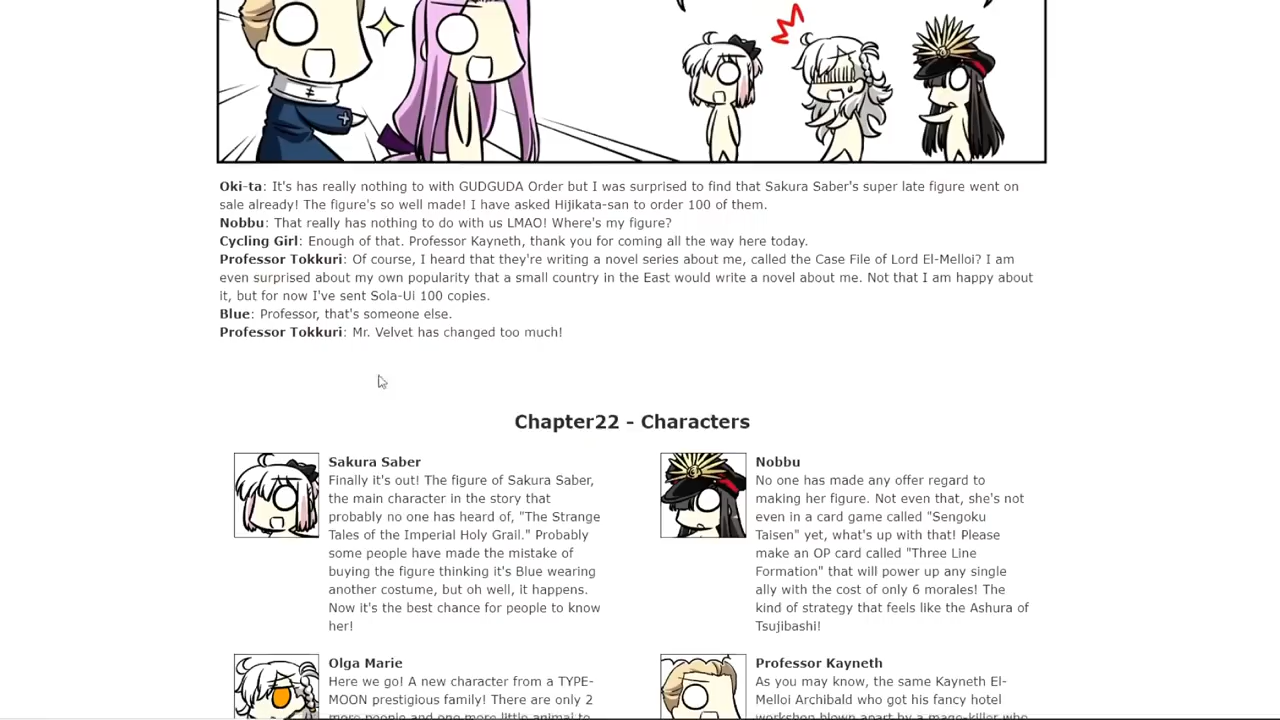 Oki-ta: It's has really nothing to with GUDGUDA Order but I was surprised to find that Sakura Saber's super late figure went on
sale already! The figure's so well made! I have asked Hijikata-san to order 100 of them.
Nobbu: That really has nothing to do with us LMAO! Where's my figure?
Cycling Girl: Enough of that. Professor Kayneth, thank you for coming all the way here today.
Professor Tokkuri: Of course, I heard that they're writing a novel series about me, called the Case File of Lord El-Melloi? I am
even surprised about my own popularity that a small country in the East would write a novel about me. Not that I am happy about
it, but for now I've sent Sola-Ui 100 copies.
Blue: Professor, that's someone else.
Professor Tokkuri: Mr. Velvet has changed too much!
Chapter22 - Characters
Sakura Saber
Finally it's out! The figure of Sakura Saber,
the main character in the story that
probably no one has heard of, "The Strange
Tales of the Imperial Holy Grail." Probably
some people have made the mistake of
buying the figure thinking it's Blue wearing
another costume, but oh well, it happens.
Now it's the best chance for people to know
her!
Nobbu
No one has made any offer regard to
making her figure. Not even that, she's not
even in a card game called "Sengoku
Taisen" yet, what's up with that! Please
make an OP card called "Three Line
Formation" that will power up any single
ally with the cost of only 6 morales! The
kind of strategy that feels like the Ashura of
Tsujibashi!
Olga Marie
Here we go! A new character from a TYPE-
MOON prestigious family! There are only 2
more people and one more little animal to
Professor Kayneth
As you may know, the same Kayneth El-
Melloi Archibald who got his fancy hotel
workshop blown apart by a mage-killer who